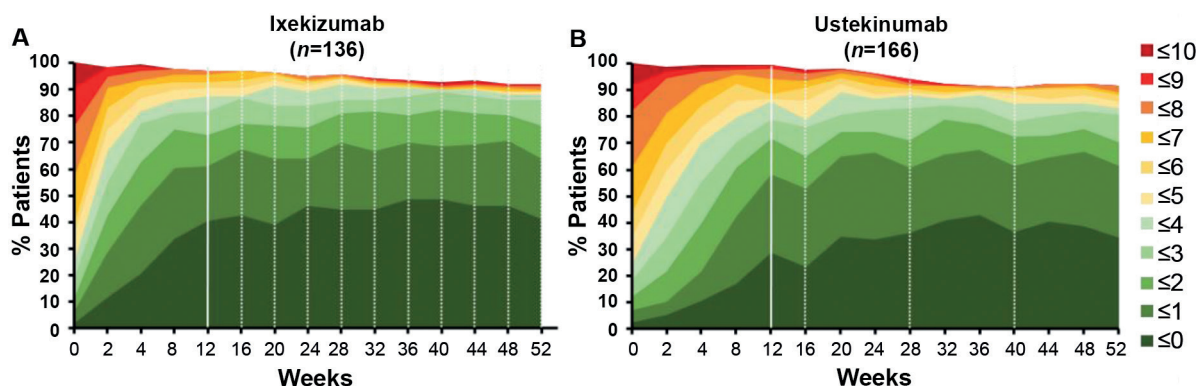 A
Ixekizumab
(n=136)
% Patients
100
90
80
70
60
50
40
30
20
10
0
0 2 4 8 12 16 20 24 28 32 36 40 44 48 52
Weeks
B
Ustekinumab
(n=166)
% Patients
100
90
80
70
60
50
40
30
20
10
0
0 2 4 8 12 16 20 24 28 32 36 40 44 48 52
Weeks
≤10
≤9
≤8
≤7
≤6
≤5
≤4
≤3
≤2
≤1
≤0